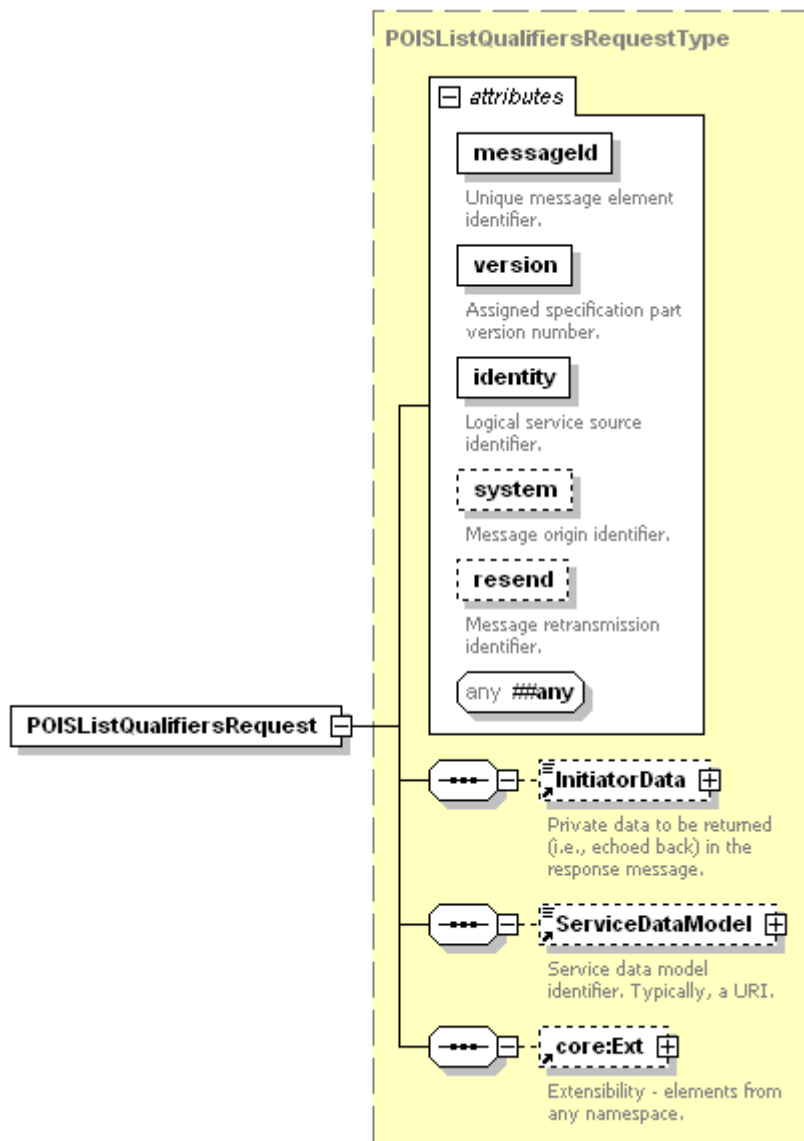 POISListQualifiersRequestType
attributes
messageId
Unique message element
identifier.
version
Assigned specification part
version number.
identity
Logical service source
identifier.
system
Message origin identifier.
resend
Message retransmission
identifier.
any ##any
POISListQualifiersRequest
InitiatorData
Private data to be returned
(i.e., echoed back) in the
response message.
ServiceDataModel
Service data model
identifier. Typically, a URI.
core:Ext
Extensibility - elements from
any namespace.